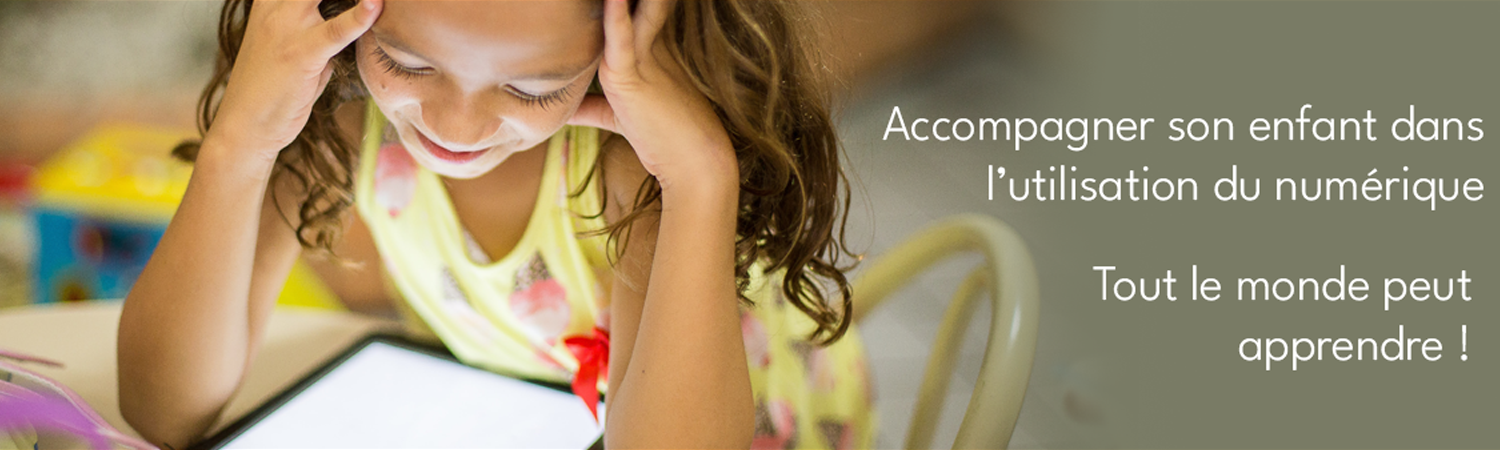 Accompagner son enfant dans
l’utilisation du numérique
Tout le monde peut
apprendre !